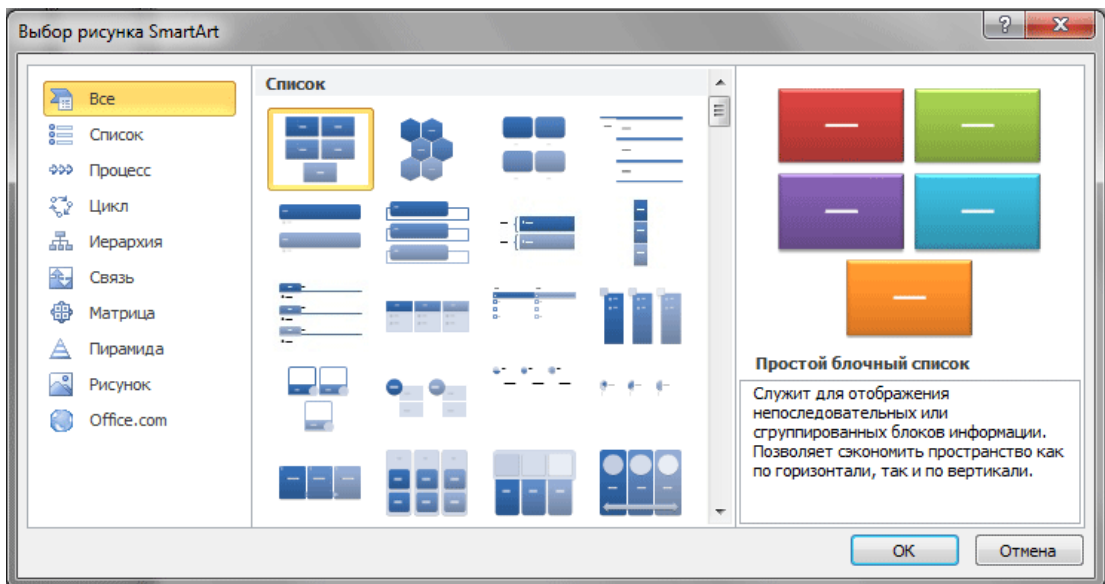 Выбор рисунка SmartArt
Все
Список
Процесс
Цикл
Иерархия
Связь
Матрица
Пирамида
Рисунок
Office.com
Список
Простой блочный список
Служит для отображения
непоследовательных или
сгруппированных блоков информации.
Позволяет сэкономить пространство как
по горизонтали, так и по вертикали.
ОК
Отмена